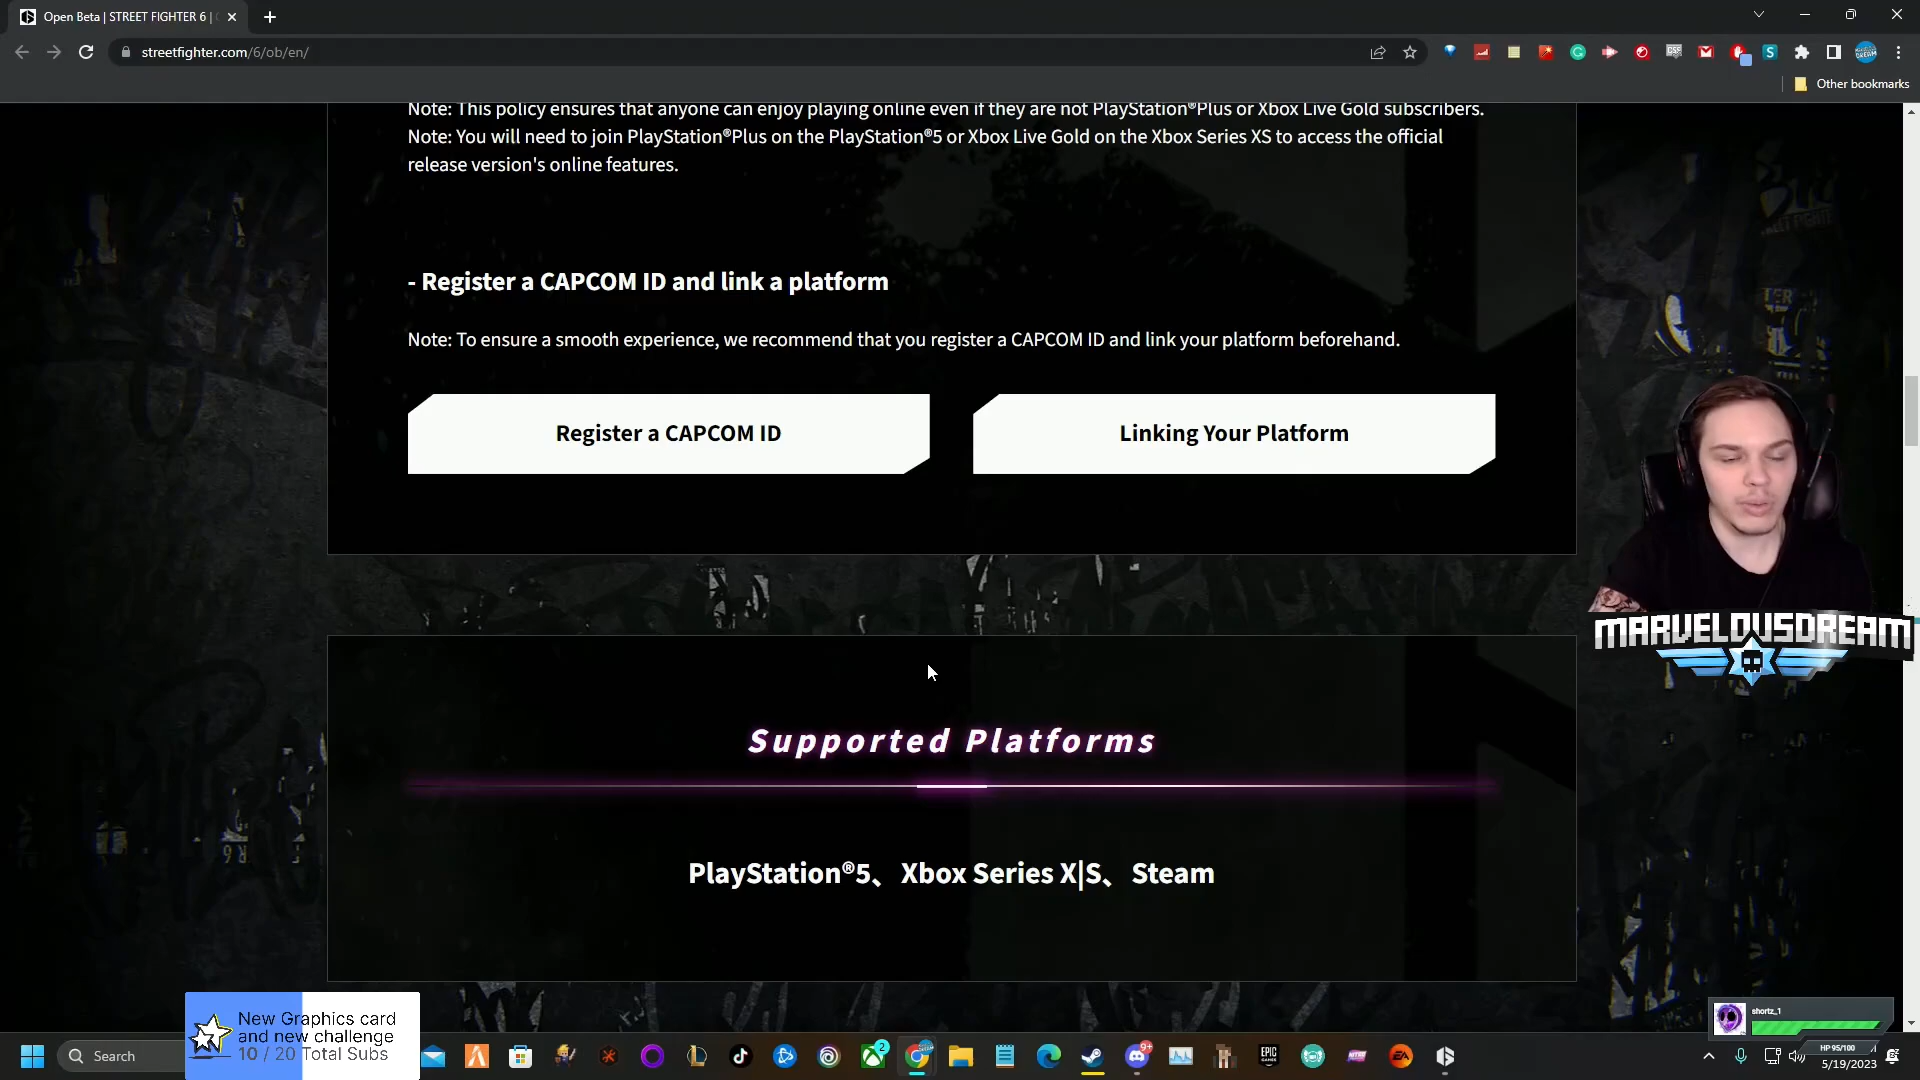 Open Beta | STREET FIGHTER 6 |
streetfighter.com/6/ob/en/
Other bookmarks
Note: This policy ensures that anyone can enjoy playing online even if they are not PlayStation®Plus or Xbox Live Gold subscribers.
Note: You will need to join PlayStation®Plus on the PlayStation®5 or Xbox Live Gold on the Xbox Series XS to access the official
release version's online features.
- Register a CAPCOM ID and link a platform
Note: To ensure a smooth experience, we recommend that you register a CAPCOM ID and link your platform beforehand.
Register a CAPCOM ID
Linking Your Platform
MARVELOUSDREAM
Supported Platforms
PlayStation®5、Xbox Series X|S、Steam
New Graphics card
and new challenge
10 / 20 Total Subs
shortz_1
HP 95/100
Search
5/19/2023